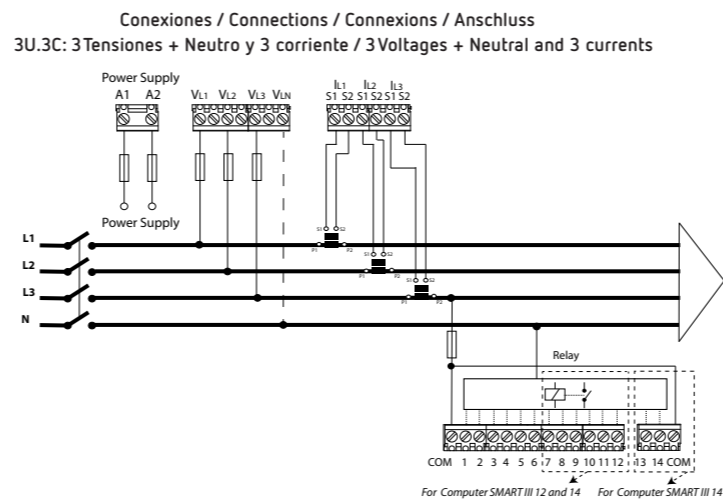 Conexiones / Connections / Connexions / Anschluss
3U.3C: 3 Tensiones + Neutro y 3 corriente / 3 Voltages + Neutral and 3 currents
Power Supply
A1 A2
VL1 VL2 VL3 VLN
IL1 IL2 IL3
S1 S2 S1 S2 S1 S2
Power Supply
S1 S2
L1
P1 P2
S1 S2
L2
P1 P2
S1 S2
L3
P1 P2
N
Relay
COM 1 2 3 4 5 6 7 8 9 10 11 12 13 14 COM
For Computer SMART III 12 and 14
For Computer SMART III 14